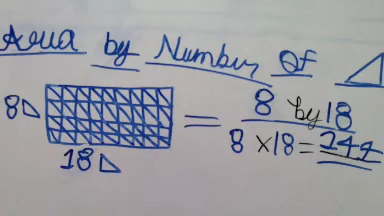 Area by Number Of △
8 by 18
8◺
8 × 18 = 144
18◺